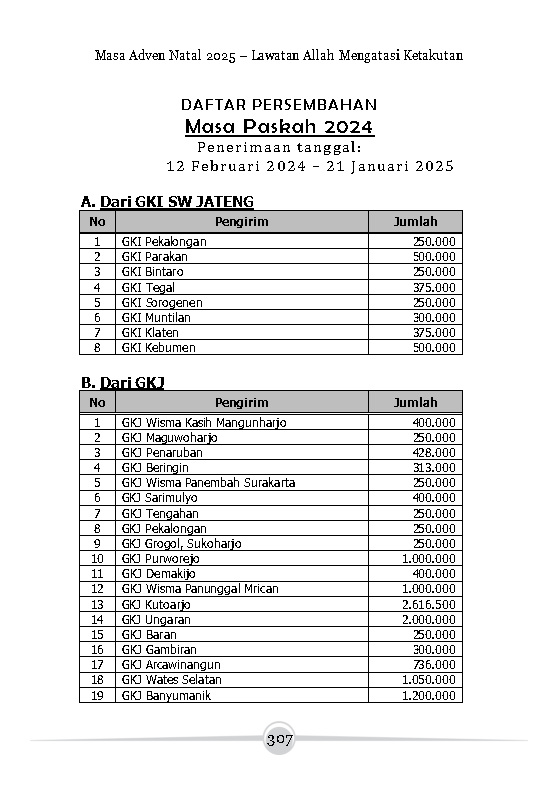 Masa Adven Natal 2025 – Lawatan Allah Mengatasi Ketakutan
DAFTAR PERSEMBAHAN
Masa Paskah 2024
Penerimaan tanggal:
12 Februari 2024 – 21 Januari 2025
A. Dari GKI SW JATENG
No Pengirim Jumlah
1 GKI Pekalongan 250.000
2 GKI Parakan 500.000
3 GKI Bintaro 250.000
4 GKI Tegal 375.000
5 GKI Sorogenen 250.000
6 GKI Muntilan 300.000
7 GKI Klaten 375.000
8 GKI Kebumen 500.000
B. Dari GKJ
No Pengirim Jumlah
1 GKJ Wisma Kasih Mangunharjo 400.000
2 GKJ Maguwoharjo 250.000
3 GKJ Penaruban 428.000
4 GKJ Beringin 313.000
5 GKJ Wisma Panembah Surakarta 250.000
6 GKJ Sarimulyo 400.000
7 GKJ Tengahan 250.000
8 GKJ Pekalongan 250.000
9 GKJ Grogol, Sukoharjo 250.000
10 GKJ Purworejo 1.000.000
11 GKJ Demakijo 400.000
12 GKJ Wisma Panunggal Mrican 1.000.000
13 GKJ Kutoarjo 2.616.500
14 GKJ Ungaran 2.000.000
15 GKJ Baran 250.000
16 GKJ Gambiran 300.000
17 GKJ Arcawinangun 736.000
18 GKJ Wates Selatan 1.050.000
19 GKJ Banyumanik 1.200.000
307